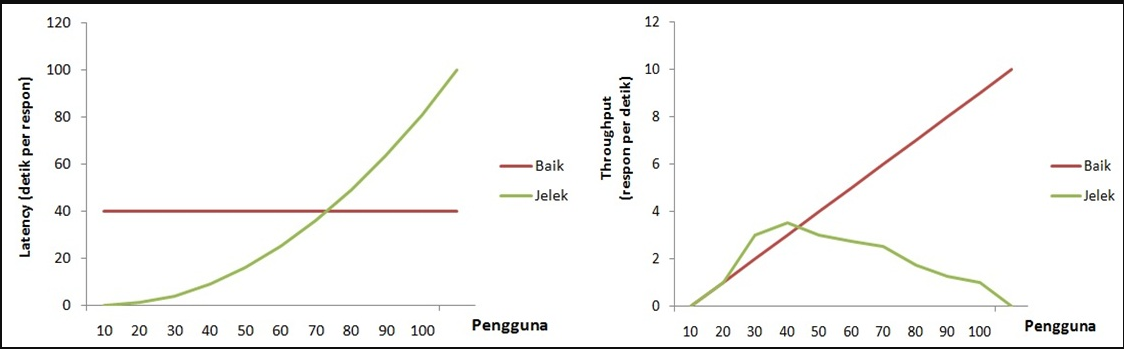 120
100
80
60
40
20
0
Latency (detik per respon)
10 20 30 40 50 60 70 80 90 100
Pengguna
Baik
Jelek
12
10
8
6
4
2
0
Throughput
(respon per detik)
10 20 30 40 50 60 70 80 90 100
Pengguna
Baik
Jelek